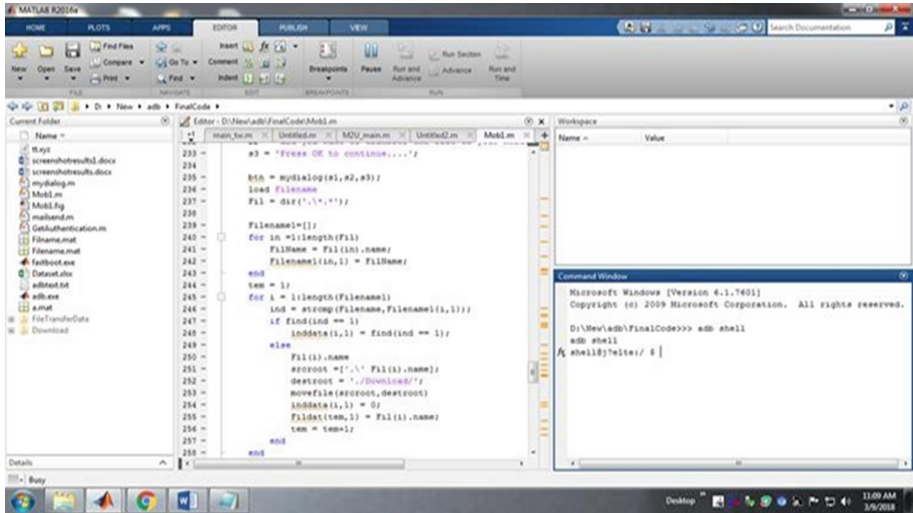 MATLAB R2016a
HOME PLOTS APPS EDITOR PUBLISH VIEW Search Documentation
New Open Save Find Files Compare Print Go To Find Insert fx Comment Indent Breakpoints Pause Run and Advance Run Section Advance Run and Time
FILE NAVIGATE EDIT BREAKPOINTS RUN
D: New adb FinalCode
Current Folder
Name
tt.xyz
screenshotresults1.docx
screenshotresults.docx
mydialog.m
Mob1.m
Mob1.fig
mailsend.m
GetAuthentication.m
Filname.mat
Filename.mat
fastboot.exe
Dataset.xlsx
adbtext.txt
adb.exe
a.mat
FileTransferData
Download
Details
Editor - D:\New\adb\FinalCode\Mob1.m
main_tw.m Untitled.m M2U_main.m Untitled2.m Mob1.m
233 - s3 = 'Press OK to continue....';
234
235 - btn = mydialog(s1,s2,s3);
236 - load Filename
237 - Fil = dir('.\*.*');
238
239 - Filename1=[];
240 - for in =1:length(Fil)
241 - FilName = Fil(in).name;
242 - Filename1{in,1} = FilName;
243 - end
244 - tem = 1;
245 - for i = 1:length(Filename1)
246 - ind = strcmp(Filename,Filename1(i,1));
247 - if find(ind == 1)
248 - inddata(i,1) = find(ind == 1);
249 - else
250 - Fil(i).name
251 - srcroot =['.\' Fil(i).name];
252 - destroot = './Download/';
253 - movefile(srcroot,destroot)
254 - inddata(i,1) = 0;
255 - Fildat{tem,1} = Fil(i).name;
256 - tem = tem+1;
257 - end
258 - end
Workspace
Name Value
Command Window
Microsoft Windows [Version 6.1.7601]
Copyright (c) 2009 Microsoft Corporation. All rights reserved.
D:\New\adb\FinalCode>>> adb shell
adb shell
fx shell@j7elte:/ $
Busy
Desktop 11:09 AM
3/9/2018